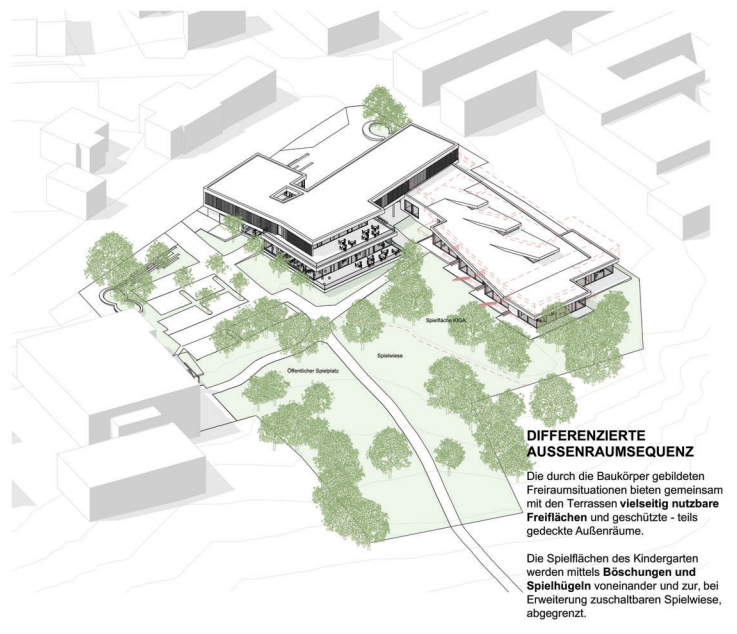 Spielfläche KIGA
Spielwiese
Öffentlicher Spielplatz
DIFFERENZIERTE
AUSSENRAUMSEQUENZ
Die durch die Baukörper gebildeten
Freiraumsituationen bieten gemeinsam
mit den Terrassen vielseitig nutzbare
Freiflächen und geschützte - teils
gedeckte Außenräume.
Die Spielflächen des Kindergarten
werden mittels Böschungen und
Spielhügeln voneinander und zur, bei
Erweiterung zuschaltbaren Spielwiese,
abgegrenzt.